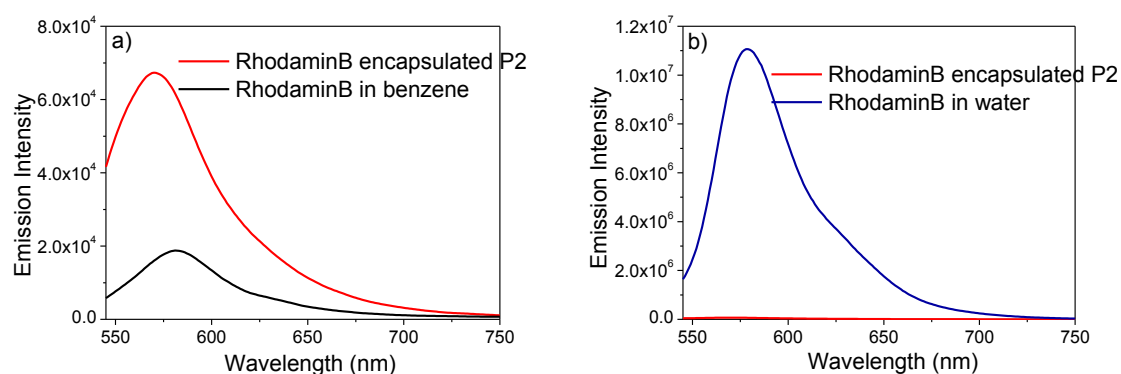 a)
RhodaminB encapsulated P2
RhodaminB in benzene
8.0x10⁴
6.0x10⁴
4.0x10⁴
2.0x10⁴
0.0
Emission Intensity
550 600 650 700 750
Wavelength (nm)
b)
RhodaminB encapsulated P2
RhodaminB in water
1.2x10⁷
1.0x10⁷
8.0x10⁶
6.0x10⁶
4.0x10⁶
2.0x10⁶
0.0
Emission Intensity
550 600 650 700 750
Wavelength (nm)